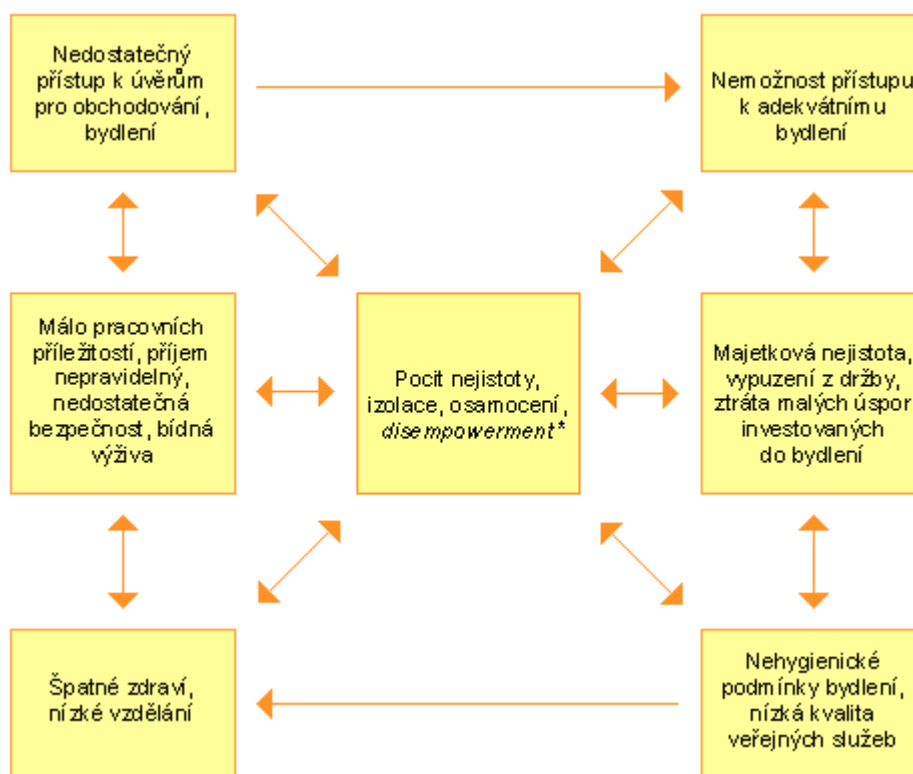 Nedostatečný
přístup k úvěrům
pro obchodování,
bydlení
Nemožnost přístupu
k adekvátnímu
bydlení
Málo pracovních
příležitostí, příjem
nepravidelný,
nedostatečná
bezpečnost, bídná
výživa
Pocit nejistoty,
izolace, osamocení,
disempowerment*
Majetková nejistota,
vypuzení z držby,
ztráta malých úspor
investovaných
do bydlení
Špatné zdraví,
nízké vzdělání
Nehygienické
podmínky bydlení,
nízká kvalita
veřejných služeb